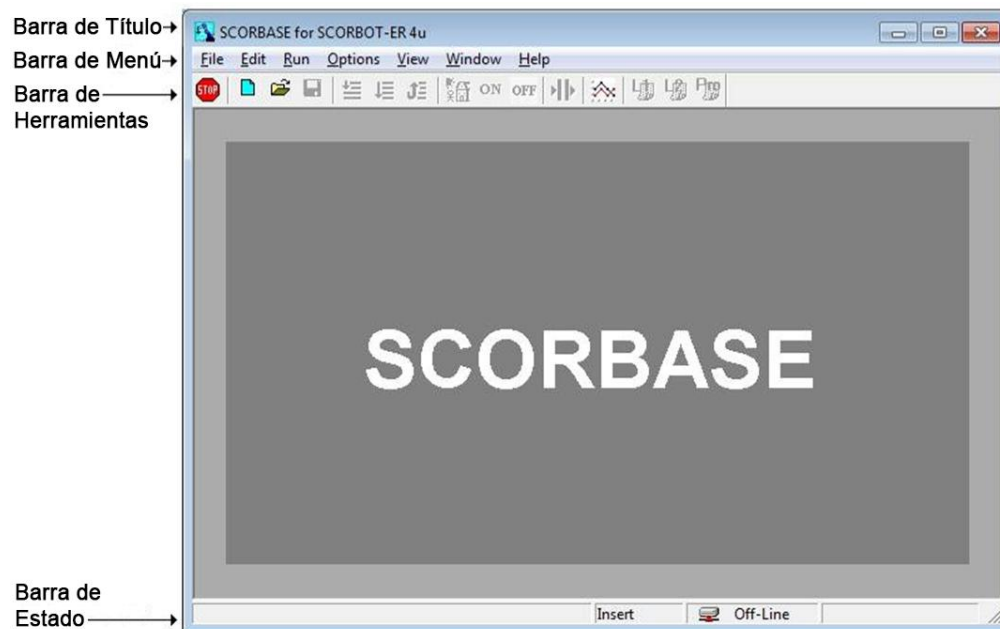 Barra de Título
SCORBASE for SCORBOT-ER 4u
Barra de Menú
File Edit Run Options View Window Help
Barra de
Herramientas
STOP
ON OFF
SCORBASE
Barra de
Estado
Insert Off-Line